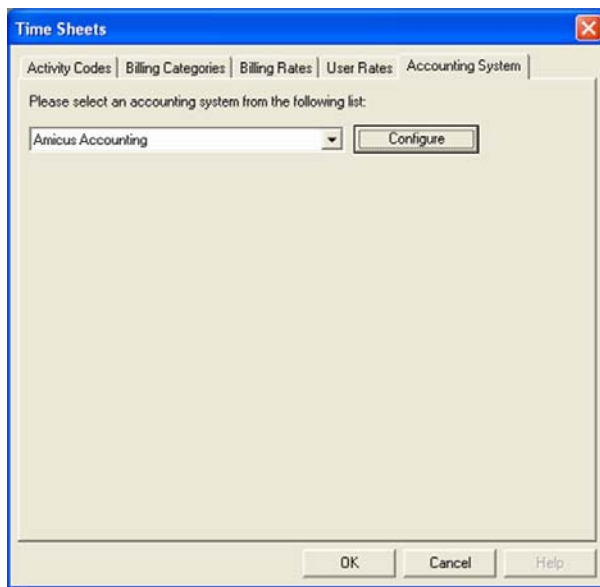 Time Sheets
Activity Codes Billing Categories Billing Rates User Rates Accounting System
Please select an accounting system from the following list:
Amicus Accounting Configure
OK Cancel Help